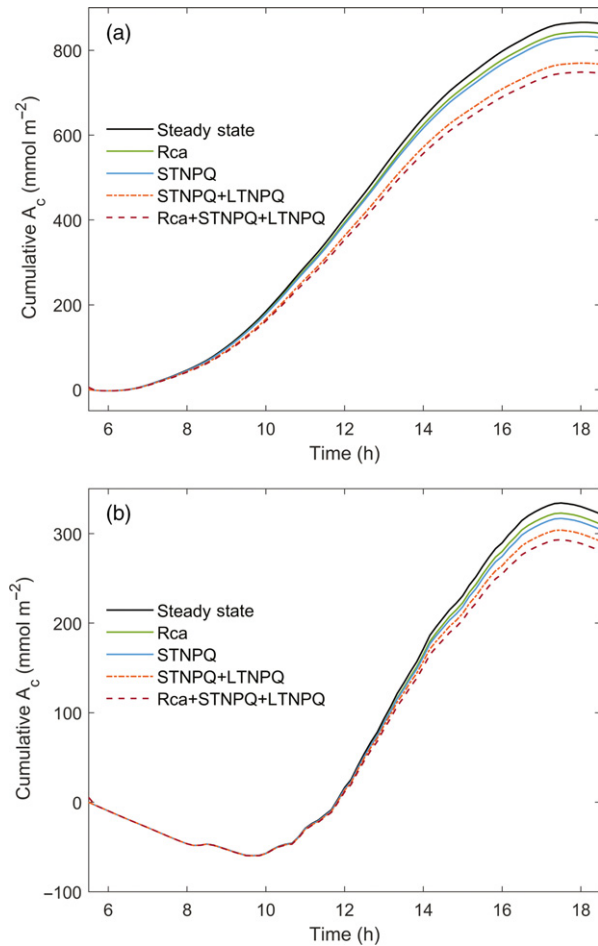 (a)
Cumulative A_c (mmol m⁻²)
800
600
400
200
0
Steady state
Rca
STNPQ
STNPQ+LTNPQ
Rca+STNPQ+LTNPQ
6 8 10 12 14 16 18
Time (h)
(b)
Cumulative A_c (mmol m⁻²)
300
200
100
0
−100
Steady state
Rca
STNPQ
STNPQ+LTNPQ
Rca+STNPQ+LTNPQ
6 8 10 12 14 16 18
Time (h)